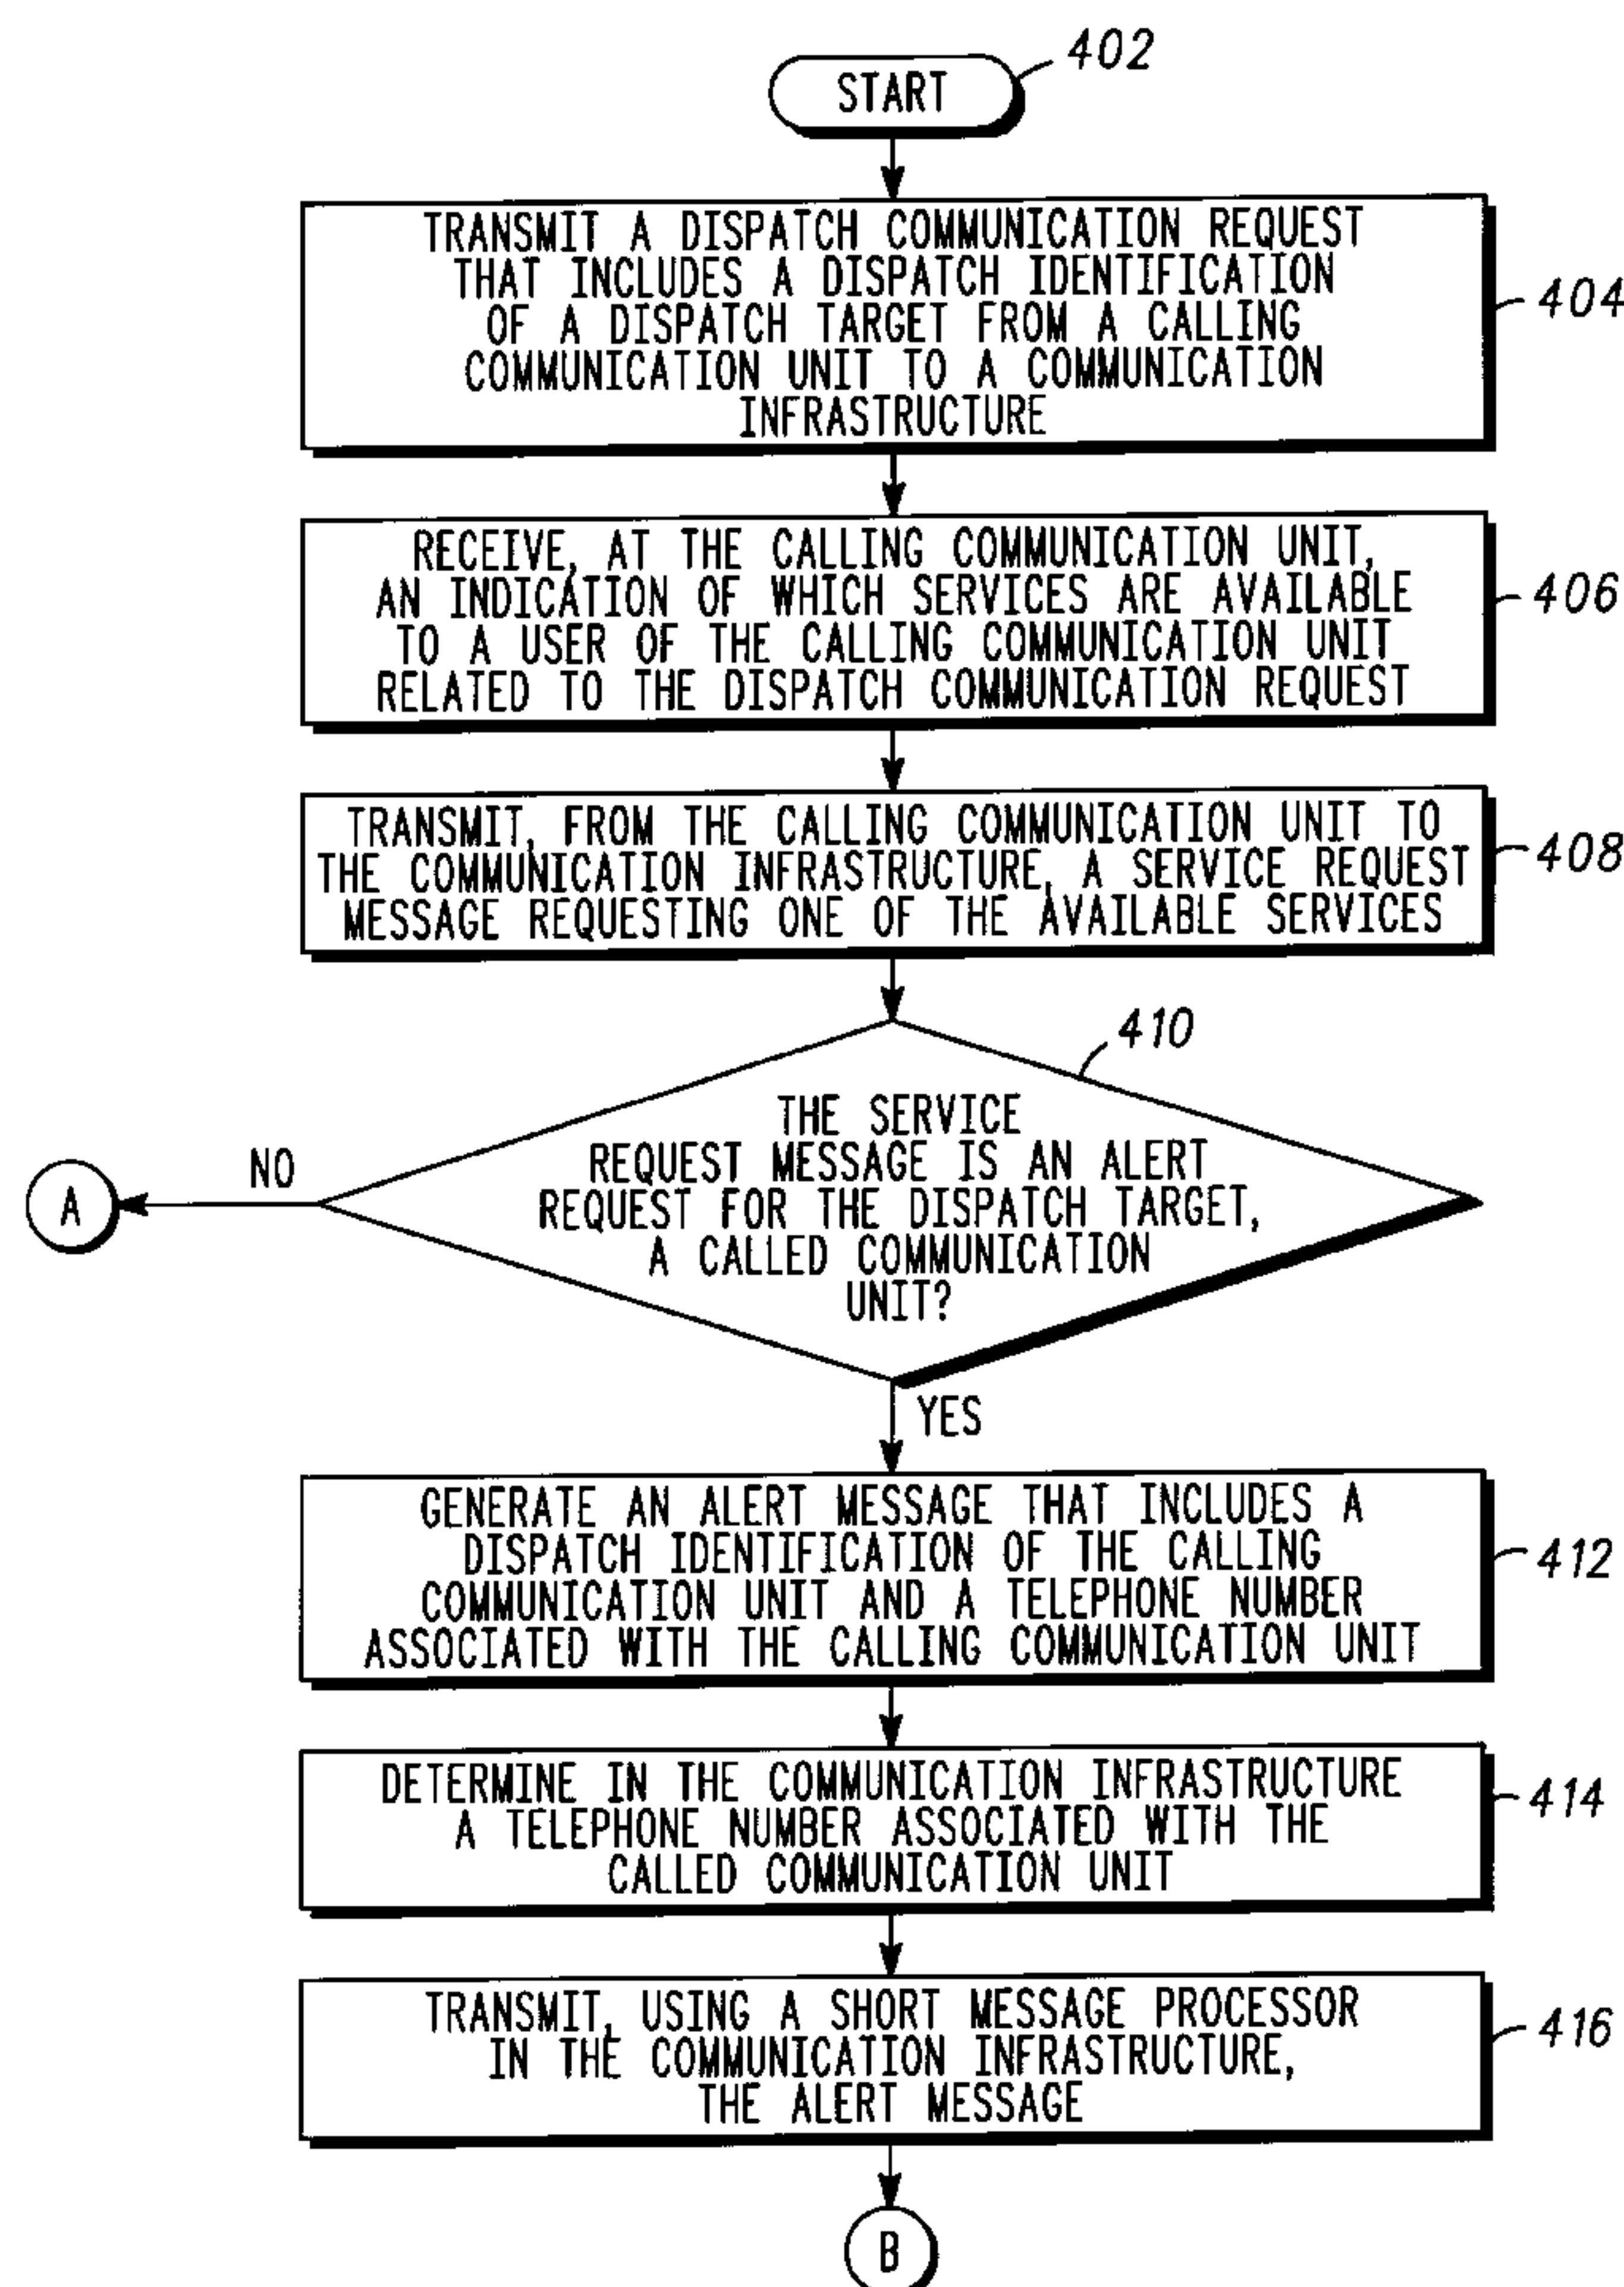 START
402
TRANSMIT A DISPATCH COMMUNICATION REQUEST
THAT INCLUDES A DISPATCH IDENTIFICATION
OF A DISPATCH TARGET FROM A CALLING
COMMUNICATION UNIT TO A COMMUNICATION
INFRASTRUCTURE
404
RECEIVE, AT THE CALLING COMMUNICATION UNIT,
AN INDICATION OF WHICH SERVICES ARE AVAILABLE
TO A USER OF THE CALLING COMMUNICATION UNIT
RELATED TO THE DISPATCH COMMUNICATION REQUEST
406
TRANSMIT, FROM THE CALLING COMMUNICATION UNIT TO
THE COMMUNICATION INFRASTRUCTURE, A SERVICE REQUEST
MESSAGE REQUESTING ONE OF THE AVAILABLE SERVICES
408
410
THE SERVICE
REQUEST MESSAGE IS AN ALERT
REQUEST FOR THE DISPATCH TARGET,
A CALLED COMMUNICATION
UNIT?
NO
A
YES
GENERATE AN ALERT MESSAGE THAT INCLUDES A
DISPATCH IDENTIFICATION OF THE CALLING
COMMUNICATION UNIT AND A TELEPHONE NUMBER
ASSOCIATED WITH THE CALLING COMMUNICATION UNIT
412
DETERMINE IN THE COMMUNICATION INFRASTRUCTURE
A TELEPHONE NUMBER ASSOCIATED WITH THE
CALLED COMMUNICATION UNIT
414
TRANSMIT, USING A SHORT MESSAGE PROCESSOR
IN THE COMMUNICATION INFRASTRUCTURE,
THE ALERT MESSAGE
416
B